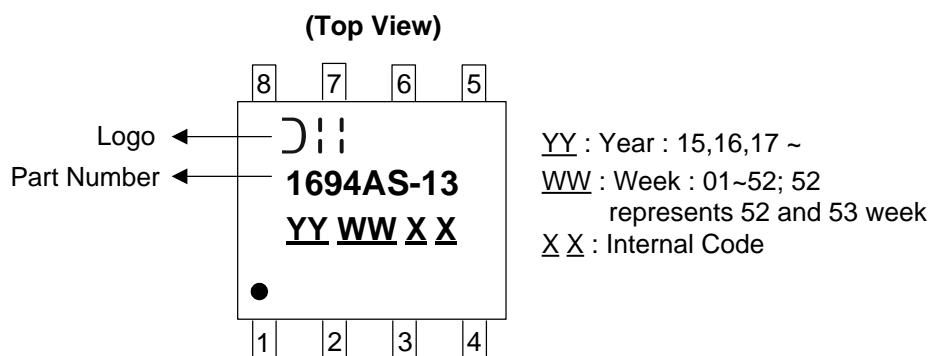 (Top View)
8 7 6 5
Logo
Part Number
1694AS-13
YY WW X X
1 2 3 4
YY : Year : 15,16,17 ~
WW : Week : 01~52; 52
represents 52 and 53 week
X X : Internal Code